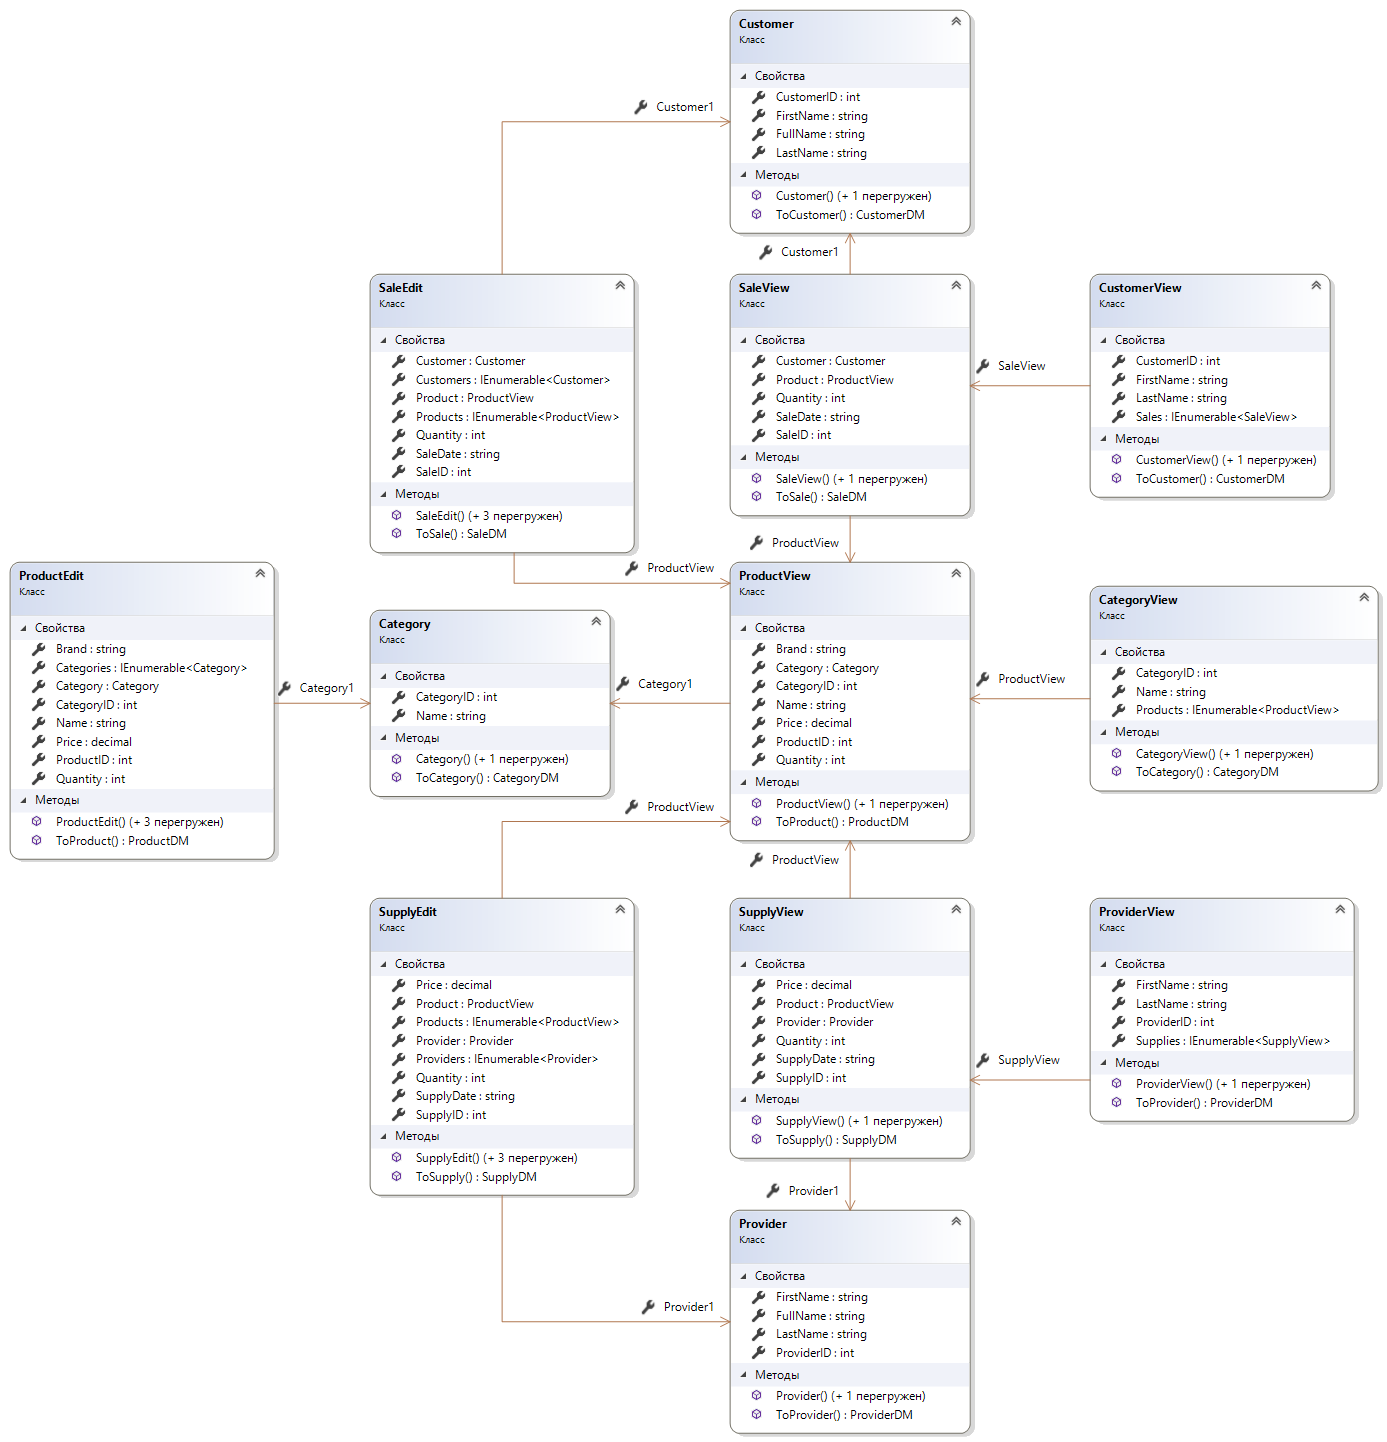 Customer
Класс
Свойства
CustomerID : int
FirstName : string
FullName : string
LastName : string
Методы
Customer() (+ 1 перегружен)
ToCustomer() : CustomerDM
Customer1
Customer1
SaleEdit
Класс
Свойства
Customer : Customer
Customers : IEnumerable<Customer>
Product : ProductView
Products : IEnumerable<ProductView>
Quantity : int
SaleDate : string
SaleID : int
Методы
SaleEdit() (+ 3 перегружен)
ToSale() : SaleDM
SaleView
Класс
Свойства
Customer : Customer
Product : ProductView
Quantity : int
SaleDate : string
SaleID : int
Методы
SaleView() (+ 1 перегружен)
ToSale() : SaleDM
SaleView
CustomerView
Класс
Свойства
CustomerID : int
FirstName : string
LastName : string
Sales : IEnumerable<SaleView>
Методы
CustomerView() (+ 1 перегружен)
ToCustomer() : CustomerDM
ProductView
ProductView
ProductEdit
Класс
Свойства
Brand : string
Categories : IEnumerable<Category>
Category : Category
CategoryID : int
Name : string
Price : decimal
ProductID : int
Quantity : int
Методы
ProductEdit() (+ 3 перегружен)
ToProduct() : ProductDM
Category1
Category
Класс
Свойства
CategoryID : int
Name : string
Методы
Category() (+ 1 перегружен)
ToCategory() : CategoryDM
Category1
ProductView
Класс
Свойства
Brand : string
Category : Category
CategoryID : int
Name : string
Price : decimal
ProductID : int
Quantity : int
Методы
ProductView() (+ 1 перегружен)
ToProduct() : ProductDM
ProductView
CategoryView
Класс
Свойства
CategoryID : int
Name : string
Products : IEnumerable<ProductView>
Методы
CategoryView() (+ 1 перегружен)
ToCategory() : CategoryDM
ProductView
ProductView
SupplyEdit
Класс
Свойства
Price : decimal
Product : ProductView
Products : IEnumerable<ProductView>
Provider : Provider
Providers : IEnumerable<Provider>
Quantity : int
SupplyDate : string
SupplyID : int
Методы
SupplyEdit() (+ 3 перегружен)
ToSupply() : SupplyDM
SupplyView
Класс
Свойства
Price : decimal
Product : ProductView
Provider : Provider
Quantity : int
SupplyDate : string
SupplyID : int
Методы
SupplyView() (+ 1 перегружен)
ToSupply() : SupplyDM
SupplyView
ProviderView
Класс
Свойства
FirstName : string
LastName : string
ProviderID : int
Supplies : IEnumerable<SupplyView>
Методы
ProviderView() (+ 1 перегружен)
ToProvider() : ProviderDM
Provider1
Provider1
Provider
Класс
Свойства
FirstName : string
FullName : string
LastName : string
ProviderID : int
Методы
Provider() (+ 1 перегружен)
ToProvider() : ProviderDM